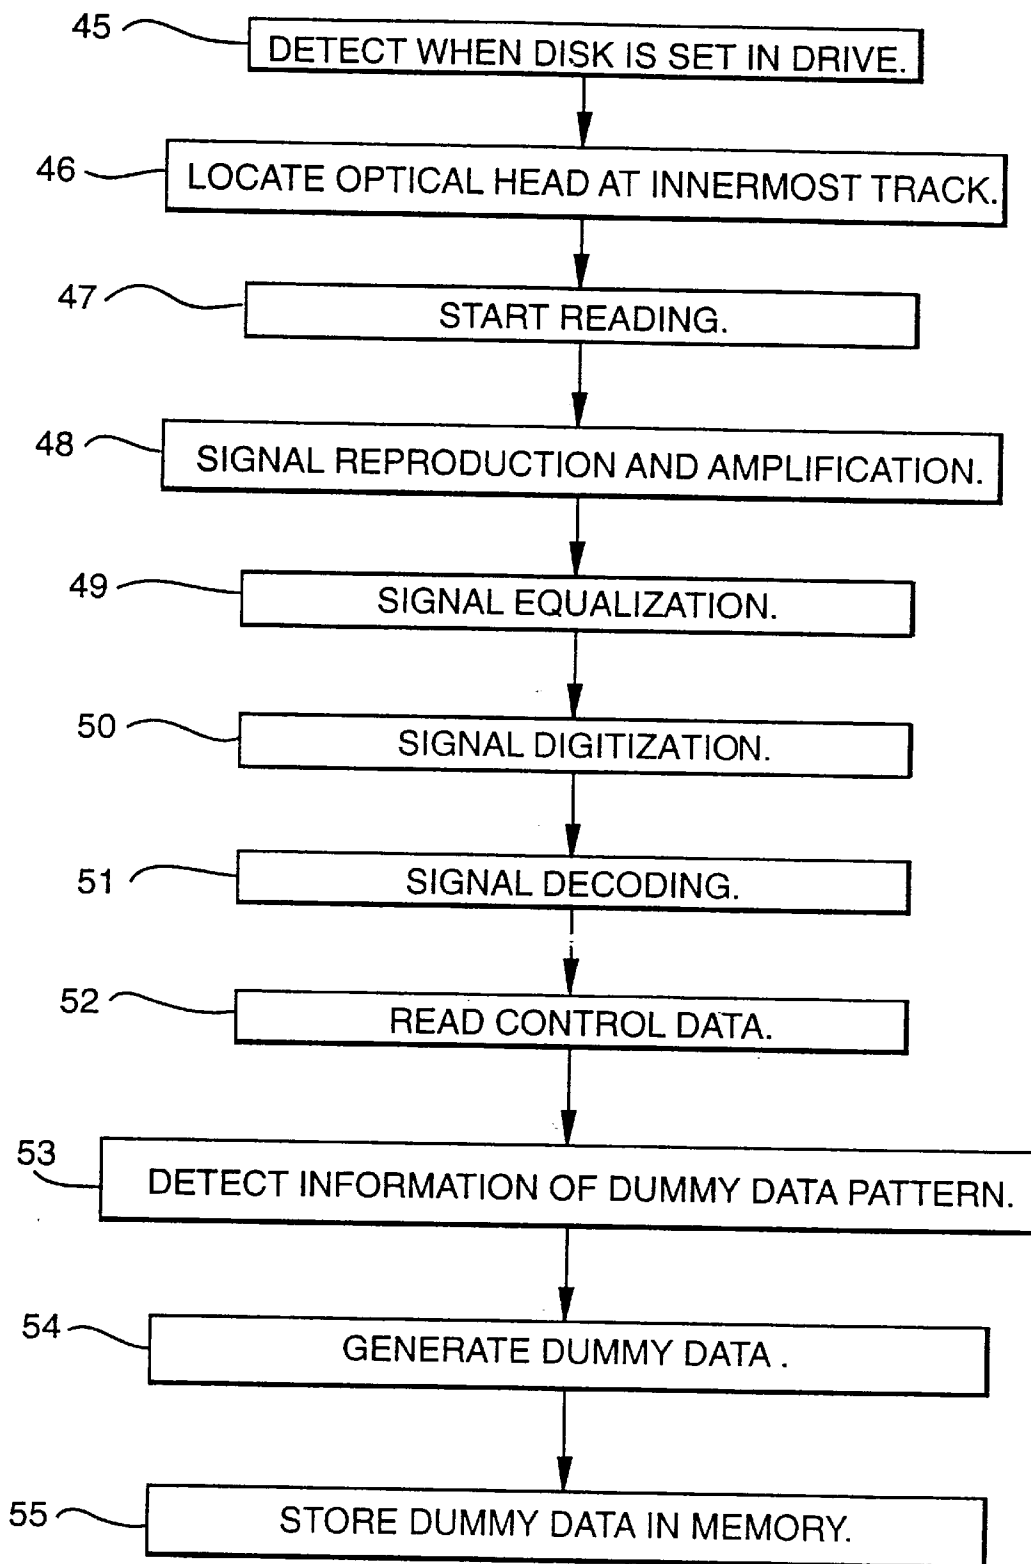 45 DETECT WHEN DISK IS SET IN DRIVE.
46 LOCATE OPTICAL HEAD AT INNERMOST TRACK.
47 START READING.
48 SIGNAL REPRODUCTION AND AMPLIFICATION.
49 SIGNAL EQUALIZATION.
50 SIGNAL DIGITIZATION.
51 SIGNAL DECODING.
52 READ CONTROL DATA.
53 DETECT INFORMATION OF DUMMY DATA PATTERN.
54 GENERATE DUMMY DATA .
55 STORE DUMMY DATA IN MEMORY.